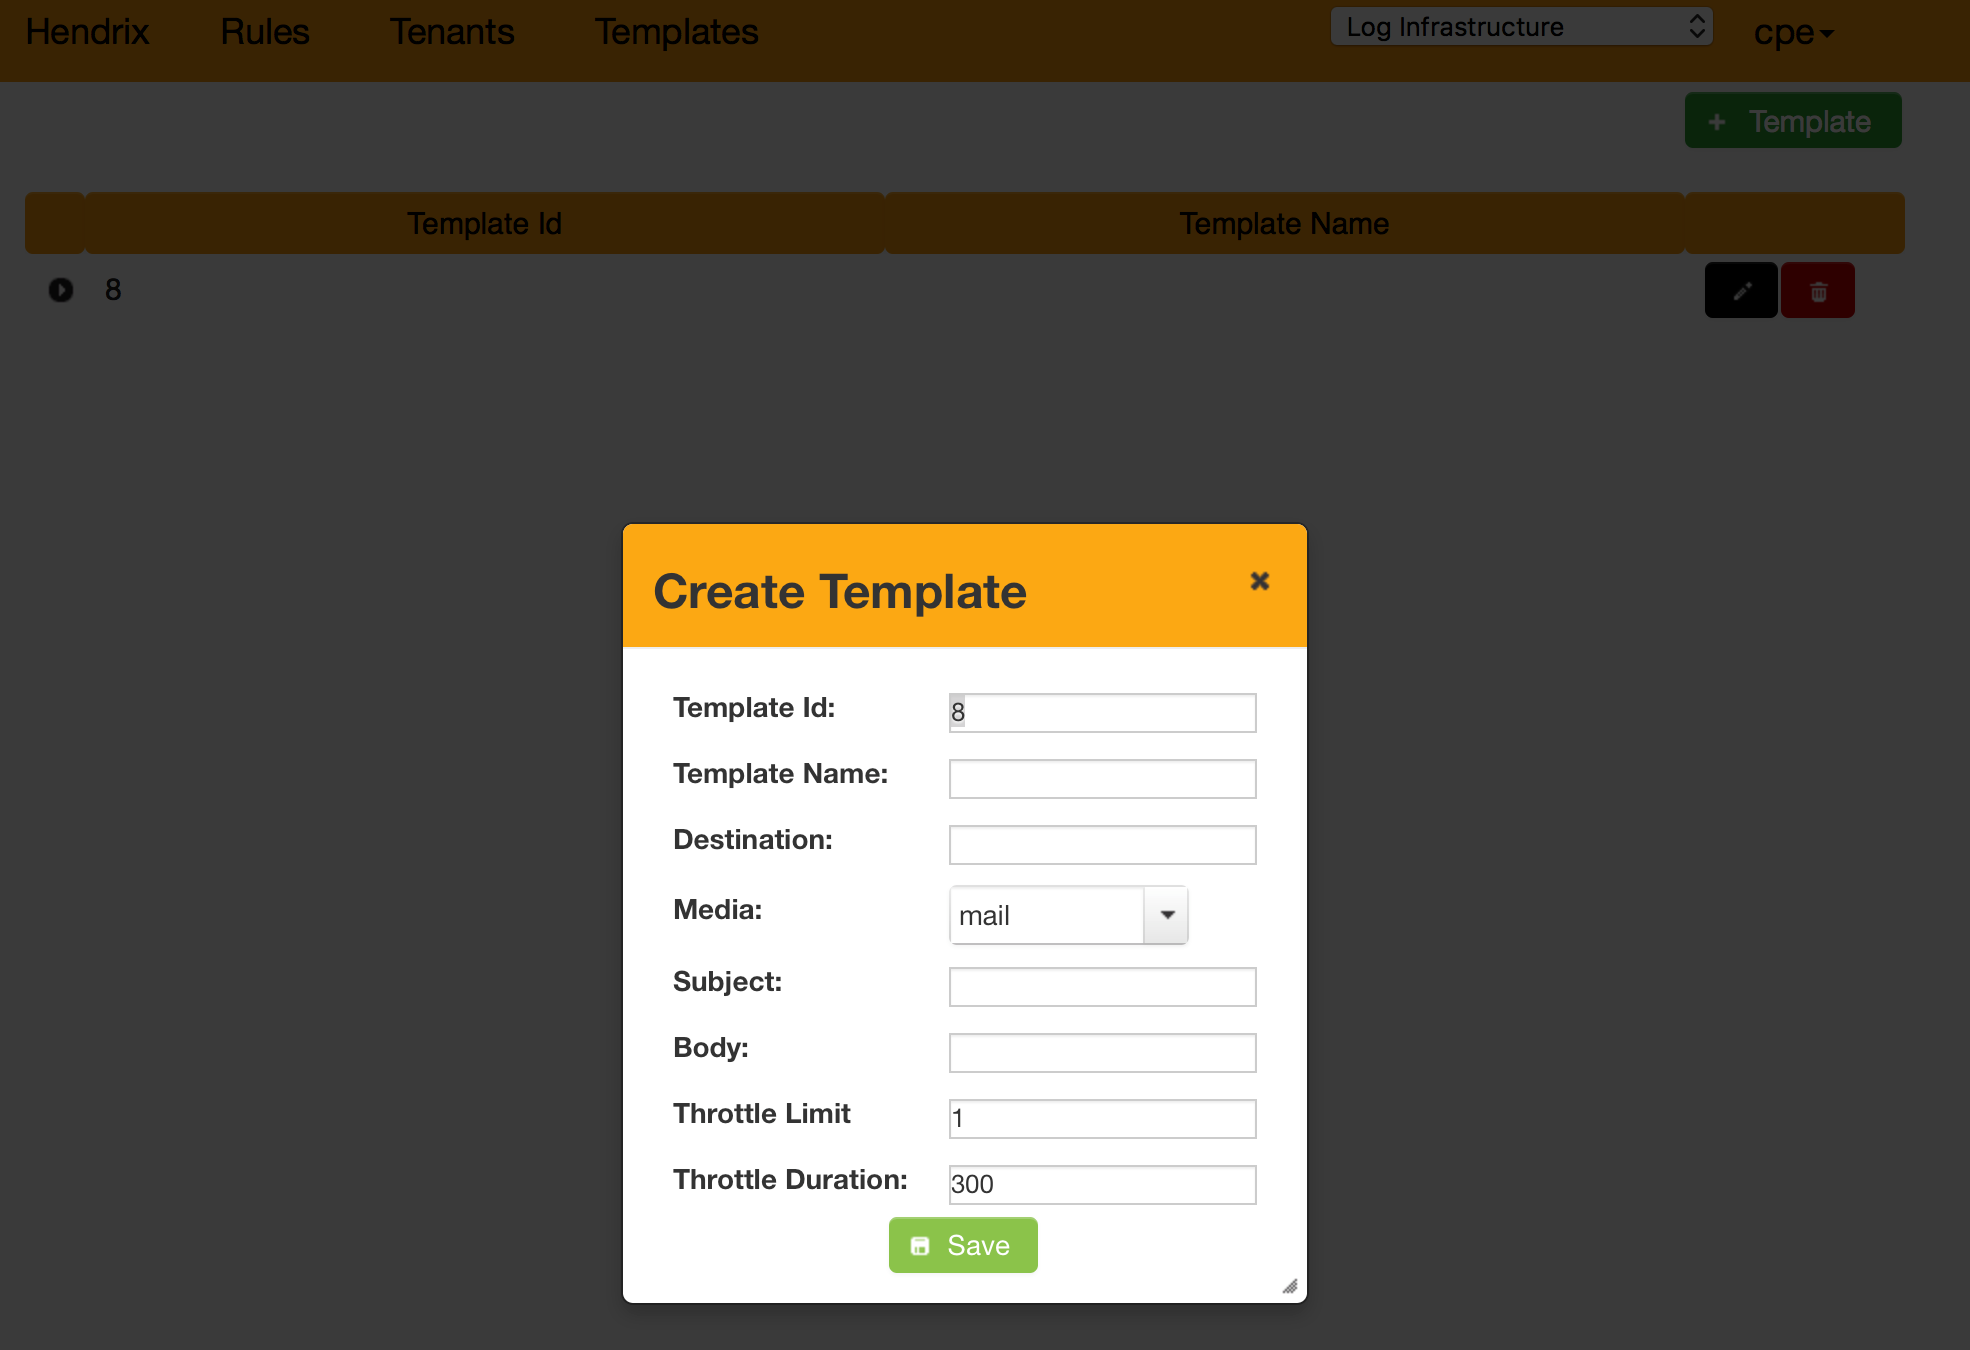 Hendrix Rules Tenants Templates Log Infrastructure cpe
+ Template
Template Id Template Name
8
Create Template
Template Id: 8
Template Name:
Destination:
Media: mail
Subject:
Body:
Throttle Limit 1
Throttle Duration: 300
Save